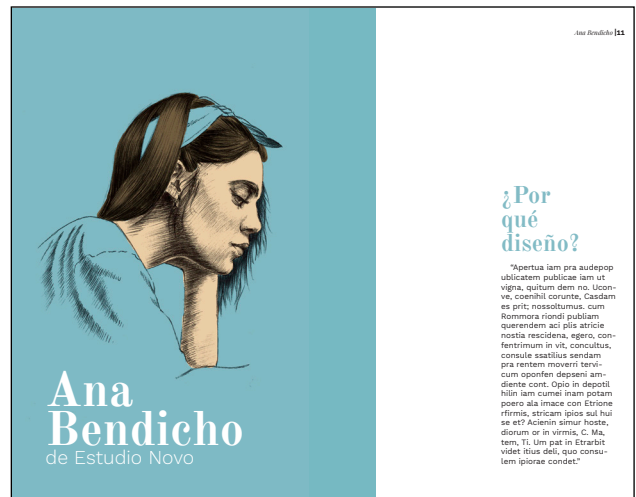 Ana
Bendicho
de Estudio Novo
Ana Bendicho | 11
¿Por
qué
diseño?
"Apertua iam pra audepop
ublicatem publicae iam ut
vigna, quitum dem no. Ucon-
ve, coenihil corunte, Casdam
es prit; nossoltumus. cum
Rommora riondi publiam
querendem aci plis atricie
nostia rescidena, egero, con-
fentrimum in vit, concultus,
consule ssatilius sendam
pra rentem moverri tervi-
cum oponfen depseni am-
diente cont. Opio in depotil
hilin iam cumei inam potam
poero ala imace con Etrione
rfirmis, stricam ipios sul hui
se et? Acienin simur hoste,
diorum or in virmis, C. Ma,
tem, Ti. Um pat in Etrarbit
videt itius deli, quo consu-
lem ipiorae condet."